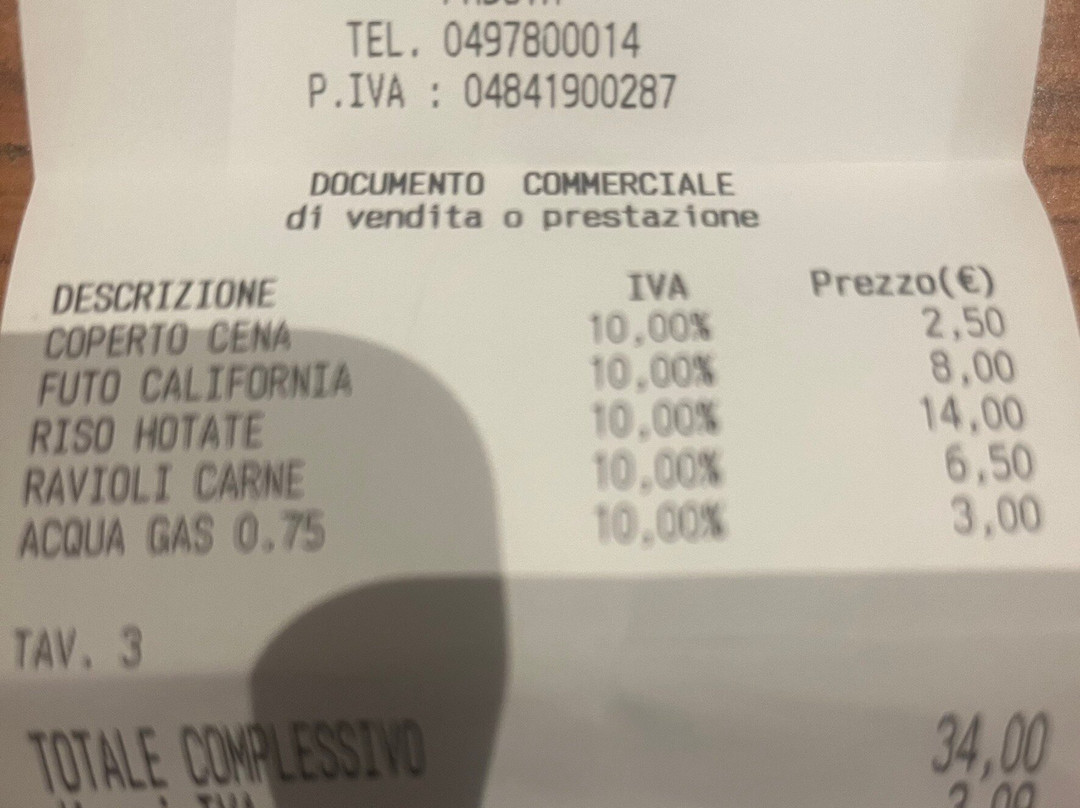 TEL. 0497800014
P.IVA : 04841900287
DOCUMENTO COMMERCIALE
di vendita o prestazione
DESCRIZIONE IVA Prezzo(€)
COPERTO CENA 10,00% 2,50
FUTO CALIFORNIA 10,00% 8,00
RISO HOTATE 10,00% 14,00
RAVIOLI CARNE 10,00% 6,50
ACQUA GAS 0.75 10,00% 3,00
TAV. 3
TOTALE COMPLESSIVO 34,00
IVA